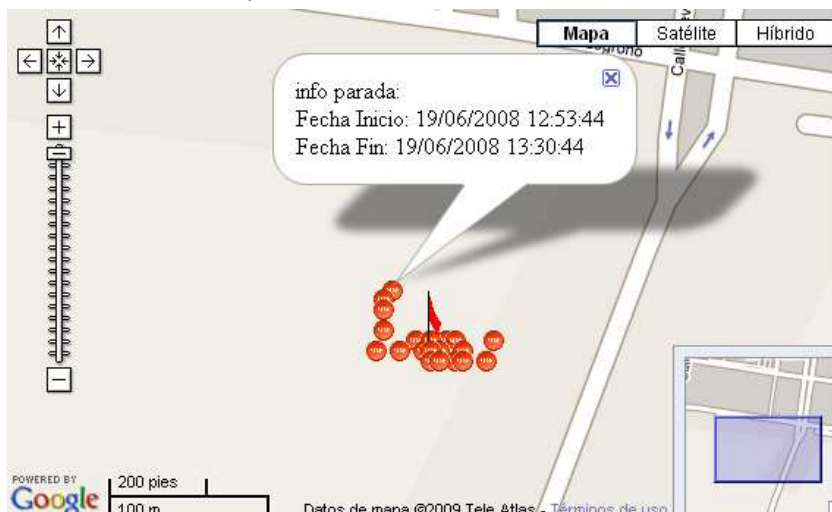 Mapa
Satélite
Híbrido
Logroño
info parada:
Fecha Inicio: 19/06/2008 12:53:44
Fecha Fin: 19/06/2008 13:30:44
POWERED BY
Google
200 pies
100 m
Datos de mapa ©2009 Tele Atlas - Términos de uso